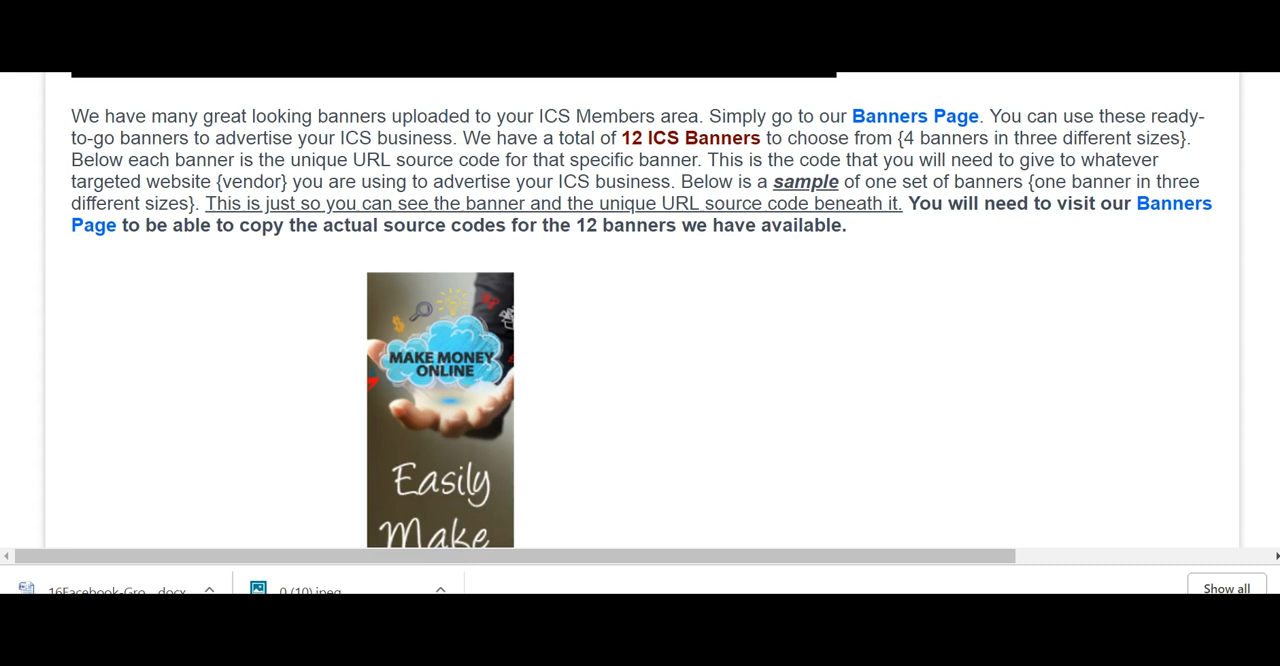 We have many great looking banners uploaded to your ICS Members area. Simply go to our Banners Page. You can use these ready-
to-go banners to advertise your ICS business. We have a total of 12 ICS Banners to choose from {4 banners in three different sizes}.
Below each banner is the unique URL source code for that specific banner. This is the code that you will need to give to whatever
targeted website {vendor} you are using to advertise your ICS business. Below is a sample of one set of banners {one banner in three
different sizes}. This is just so you can see the banner and the unique URL source code beneath it. You will need to visit our Banners
Page to be able to copy the actual source codes for the 12 banners we have available.
MAKE MONEY
ONLINE
Easily
Make
16Facebook-Gro....docx
0 (10).jpeg
Show all